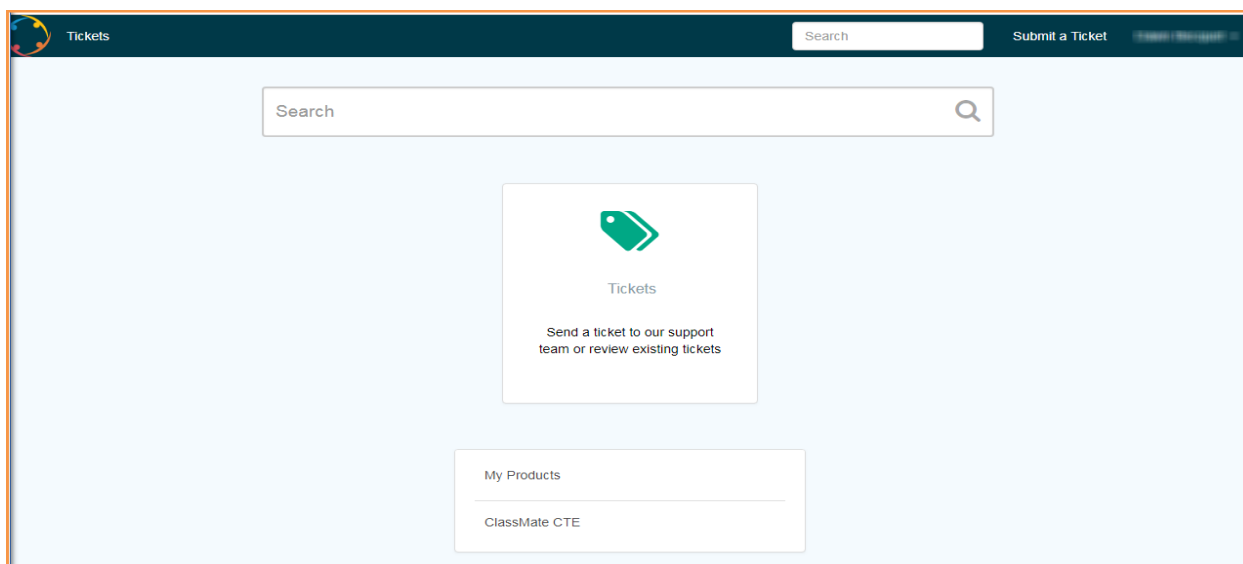 Tickets
Search
Submit a Ticket
Search
Tickets
Send a ticket to our support
team or review existing tickets
My Products
ClassMate CTE